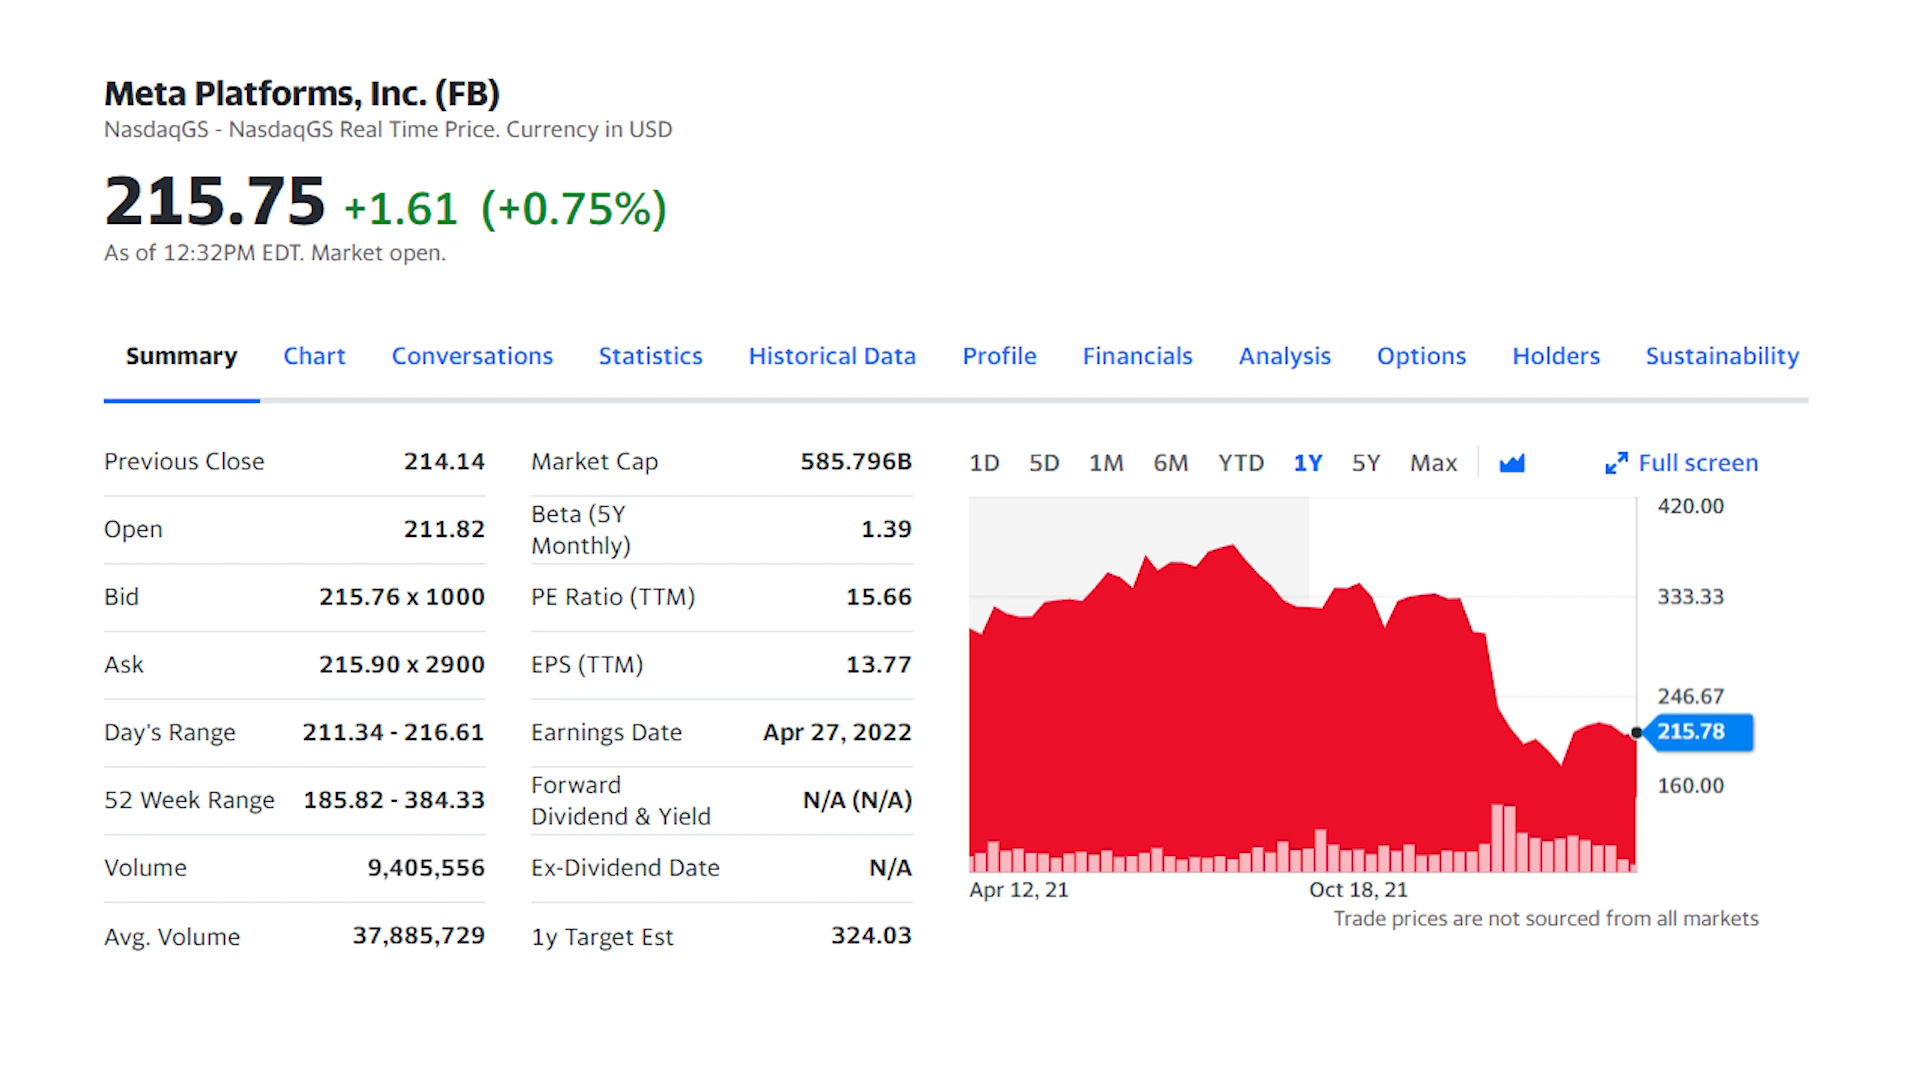 Meta Platforms, Inc. (FB)
NasdaqGS - NasdaqGS Real Time Price. Currency in USD
215.75 +1.61 (+0.75%)
As of 12:32PM EDT. Market open.
Summary Chart Conversations Statistics Historical Data Profile Financials Analysis Options Holders Sustainability
Previous Close 214.14
Open 211.82
Bid 215.76 x 1000
Ask 215.90 x 2900
Day's Range 211.34 - 216.61
52 Week Range 185.82 - 384.33
Volume 9,405,556
Avg. Volume 37,885,729
Market Cap 585.796B
Beta (5Y
Monthly) 1.39
PE Ratio (TTM) 15.66
EPS (TTM) 13.77
Earnings Date Apr 27, 2022
Forward
Dividend & Yield N/A (N/A)
Ex-Dividend Date N/A
1y Target Est 324.03
1D 5D 1M 6M YTD 1Y 5Y Max Full screen
420.00
333.33
246.67
215.78
160.00
Apr 12, 21 Oct 18, 21
Trade prices are not sourced from all markets